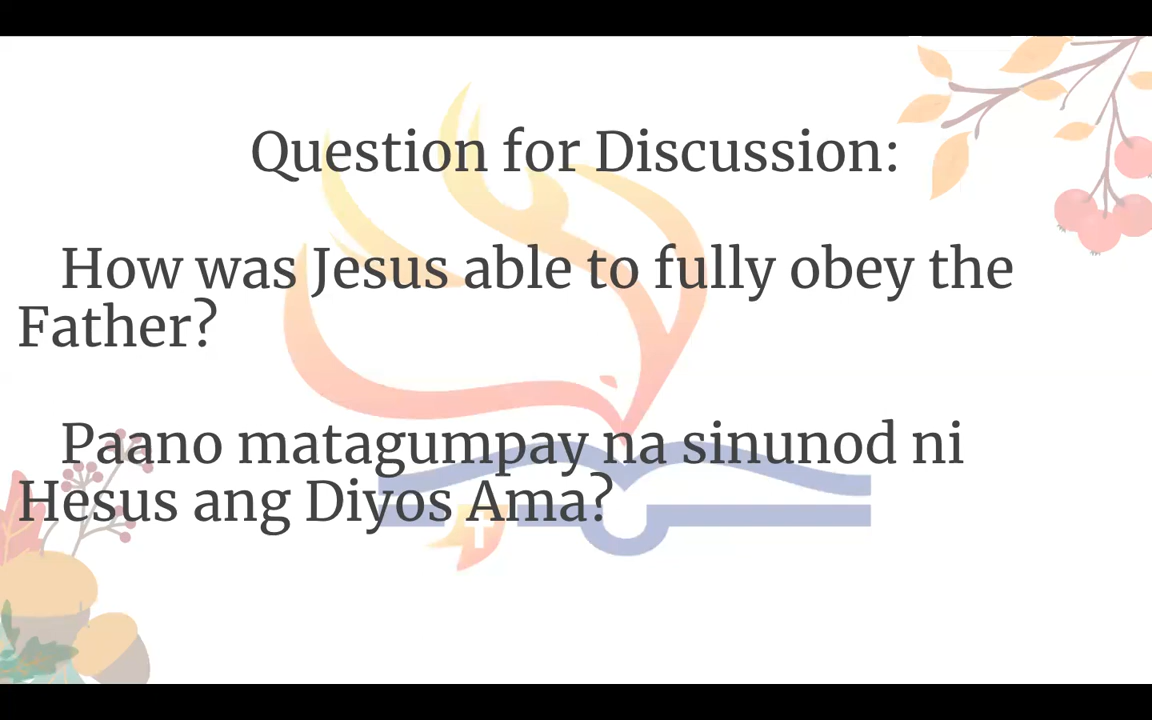 Question for Discussion:
How was Jesus able to fully obey the
Father?
Paano matagumpay na sinunod ni
Hesus ang Diyos Ama?